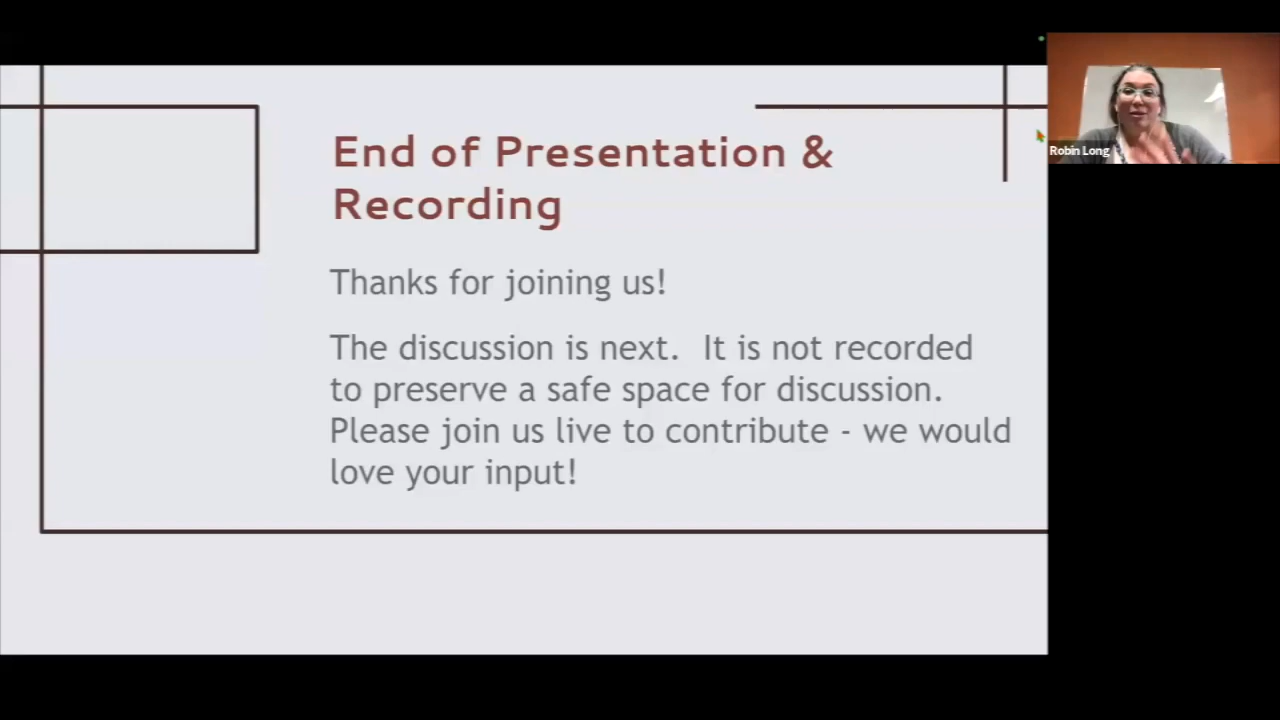 End of Presentation &
Recording
Thanks for joining us!
The discussion is next.  It is not recorded
to preserve a safe space for discussion.
Please join us live to contribute - we would
love your input!
Robin Long